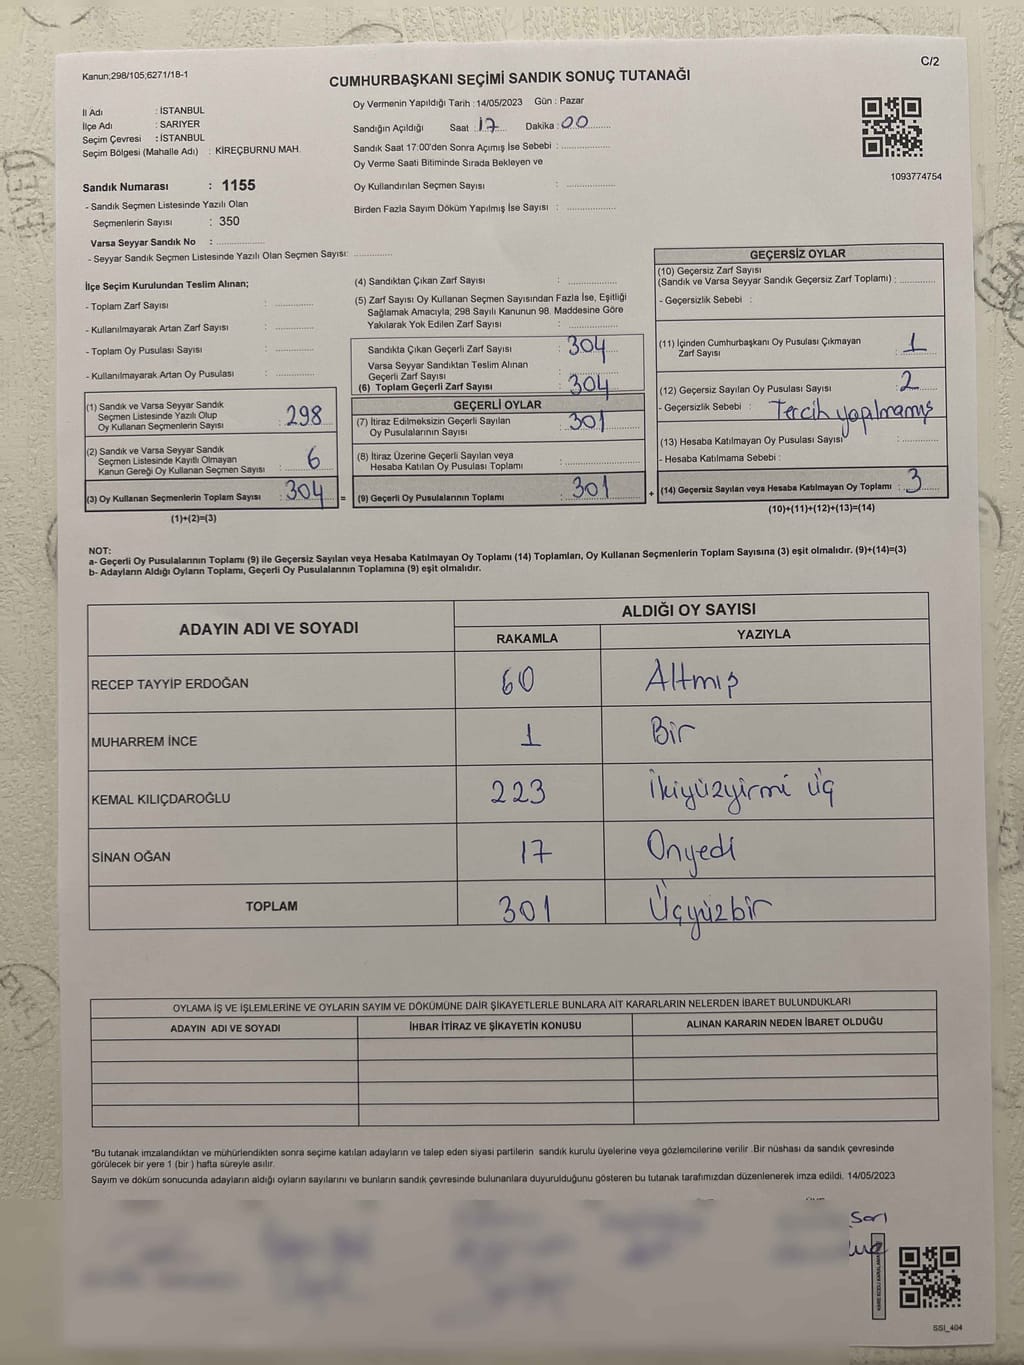 Kanun;298/105;6271/18-1
C/2
CUMHURBAŞKANI SEÇİMİ SANDIK SONUÇ TUTANAĞI
İl Adı : İSTANBUL
İlçe Adı : SARIYER
Seçim Çevresi : İSTANBUL
Seçim Bölgesi (Mahalle Adı) : KİREÇBURNU MAH.
Oy Vermenin Yapıldığı Tarih : 14/05/2023 Gün : Pazar
Sandığın Açıldığı Saat : 17 Dakika : 00
Sandık Saat 17:00'den Sonra Açımış İse Sebebi :
Oy Verme Saati Bitiminde Sırada Bekleyen ve
Oy Kullandırılan Seçmen Sayısı :
Birden Fazla Sayım Döküm Yapılmış İse Sayısı :
1093774754
Sandık Numarası : 1155
- Sandık Seçmen Listesinde Yazılı Olan
Seçmenlerin Sayısı : 350
Varsa Seyyar Sandık No :
- Seyyar Sandık Seçmen Listesinde Yazılı Olan Seçmen Sayısı:
İlçe Seçim Kurulundan Teslim Alınan;
- Toplam Zarf Sayısı :
- Kullanılmayarak Artan Zarf Sayısı :
- Toplam Oy Pusulası Sayısı :
- Kullanılmayarak Artan Oy Pusulası :
(1) Sandık ve Varsa Seyyar Sandık
Seçmen Listesinde Yazılı Olup
Oy Kullanan Seçmenlerin Sayısı : 298
(2) Sandık ve Varsa Seyyar Sandık
Seçmen Listesinde Kayıtlı Olmayan
Kanun Gereği Oy Kullanan Seçmen Sayısı : 6
(3) Oy Kullanan Seçmenlerin Toplam Sayısı : 304 =
(1)+(2)=(3)
(4) Sandıktan Çıkan Zarf Sayısı :
(5) Zarf Sayısı Oy Kullanan Seçmen Sayısından Fazla İse, Eşitliği
Sağlamak Amacıyla; 298 Sayılı Kanunun 98. Maddesine Göre
Yakılarak Yok Edilen Zarf Sayısı :
Sandıkta Çıkan Geçerli Zarf Sayısı : 304
Varsa Seyyar Sandıktan Teslim Alınan
Geçerli Zarf Sayısı :
(6) Toplam Geçerli Zarf Sayısı : 304
GEÇERLİ OYLAR
(7) İtiraz Edilmeksizin Geçerli Sayılan
Oy Pusulalarının Sayısı : 301
(8) İtiraz Üzerine Geçerli Sayılan veya
Hesaba Katılan Oy Pusulası Toplamı :
(9) Geçerli Oy Pusulalarının Toplamı : 301 +
GEÇERSİZ OYLAR
(10) Geçersiz Zarf Sayısı
(Sandık ve Varsa Seyyar Sandık Geçersiz Zarf Toplamı) :
- Geçersizlik Sebebi :
(11) İçinden Cumhurbaşkanı Oy Pusulası Çıkmayan
Zarf Sayısı : 1
(12) Geçersiz Sayılan Oy Pusulası Sayısı : 2
- Geçersizlik Sebebi : Tercih yapılmamış
(13) Hesaba Katılmayan Oy Pusulası Sayısı :
- Hesaba Katılmama Sebebi :
(14) Geçersiz Sayılan veya Hesaba Katılmayan Oy Toplamı : 3
(10)+(11)+(12)+(13)=(14)
NOT:
a- Geçerli Oy Pusulalarının Toplamı (9) ile Geçersiz Sayılan veya Hesaba Katılmayan Oy Toplamı (14) Toplamları, Oy Kullanan Seçmenlerin Toplam Sayısına (3) eşit olmalıdır. (9)+(14)=(3)
b- Adayların Aldığı Oyların Toplamı, Geçerli Oy Pusulalarının Toplamına (9) eşit olmalıdır.
ADAYIN ADI VE SOYADI
ALDIĞI OY SAYISI
RAKAMLA YAZIYLA
RECEP TAYYİP ERDOĞAN 60 Altmış
MUHARREM İNCE 1 Bir
KEMAL KILIÇDAROĞLU 223 İkiyüzyirmi üç
SİNAN OĞAN 17 Onyedi
TOPLAM 301 Üçyüzbir
OYLAMA İŞ VE İŞLEMLERİNE VE OYLARIN SAYIM VE DÖKÜMÜNE DAİR ŞİKAYETLERLE BUNLARA AİT KARARLARIN NELERDEN İBARET BULUNDUKLARI
ADAYIN ADI VE SOYADI İHBAR İTİRAZ VE ŞİKAYETİN KONUSU ALINAN KARARIN NEDEN İBARET OLDUĞU
*Bu tutanak imzalandıktan ve mühürlendikten sonra seçime katılan adayların ve talep eden siyasi partilerin sandık kurulu üyelerine veya gözlemcilerine verilir .Bir nüshası da sandık çevresinde
görülecek bir yere 1 (bir ) hafta süreyle asılır.
Sayım ve döküm sonucunda adayların aldığı oyların sayılarını ve bunların sandık çevresinde bulunanlara duyurulduğunu gösteren bu tutanak tarafımızdan düzenlenerek imza edildi. 14/05/2023
SSI_404